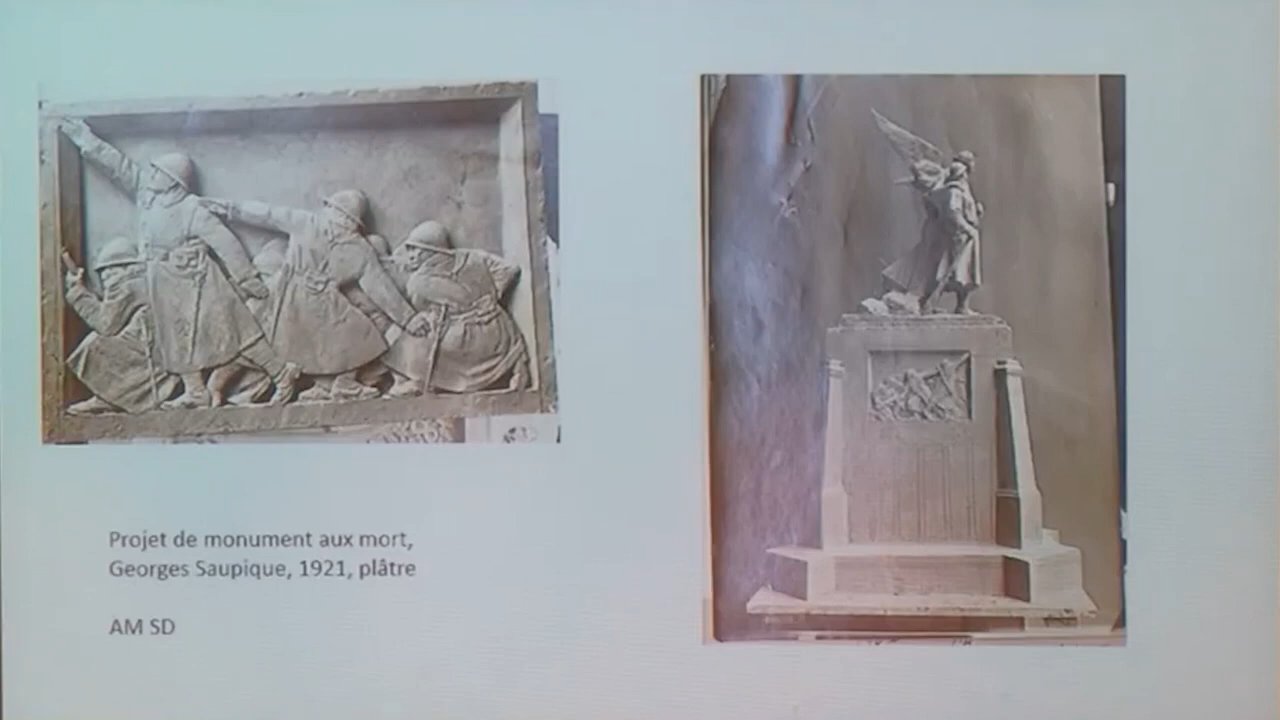 Projet de monument aux mort,
Georges Saupique, 1921, plâtre
AM SD